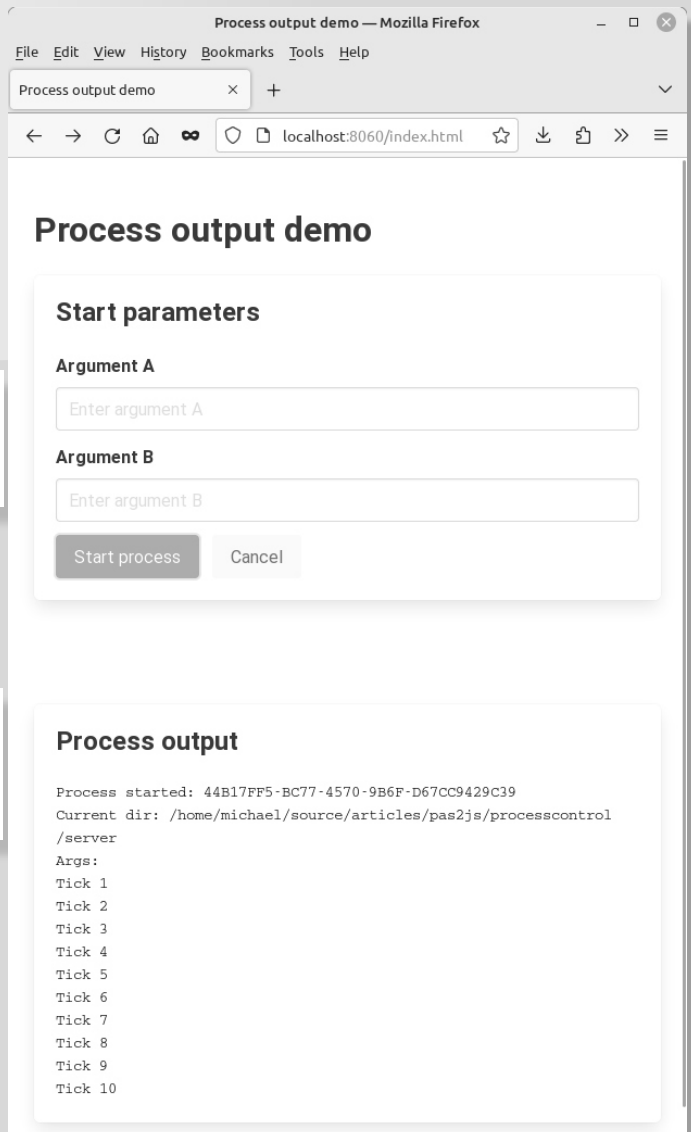 Process output demo — Mozilla Firefox
File Edit View History Bookmarks Tools Help
Process output demo
localhost:8060/index.html
Process output demo
Start parameters
Argument A
Enter argument A
Argument B
Enter argument B
Start process Cancel
Process output
Process started: 44B17FF5-BC77-4570-9B6F-D67CC9429C39
Current dir: /home/michael/source/articles/pas2js/processcontrol
/server
Args:
Tick 1
Tick 2
Tick 3
Tick 4
Tick 5
Tick 6
Tick 7
Tick 8
Tick 9
Tick 10